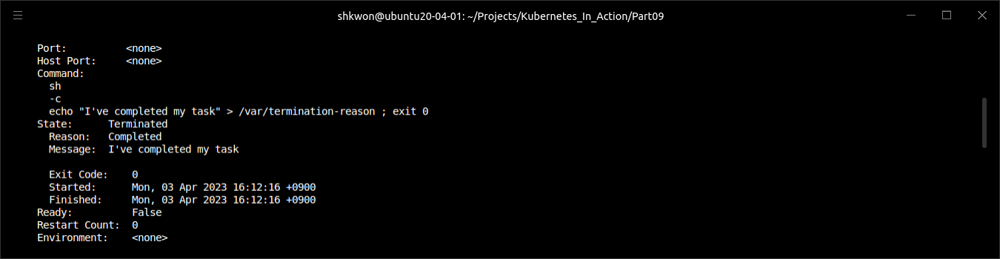 shkwon@ubuntu20-04-01: ~/Projects/Kubernetes_In_Action/Part09
Port:          <none>
Host Port:     <none>
Command:
  sh
  -c
  echo "I've completed my task" > /var/termination-reason ; exit 0
State:      Terminated
  Reason:   Completed
  Message:  I've completed my task

  Exit Code:    0
  Started:      Mon, 03 Apr 2023 16:12:16 +0900
  Finished:     Mon, 03 Apr 2023 16:12:16 +0900
Ready:          False
Restart Count:  0
Environment:    <none>